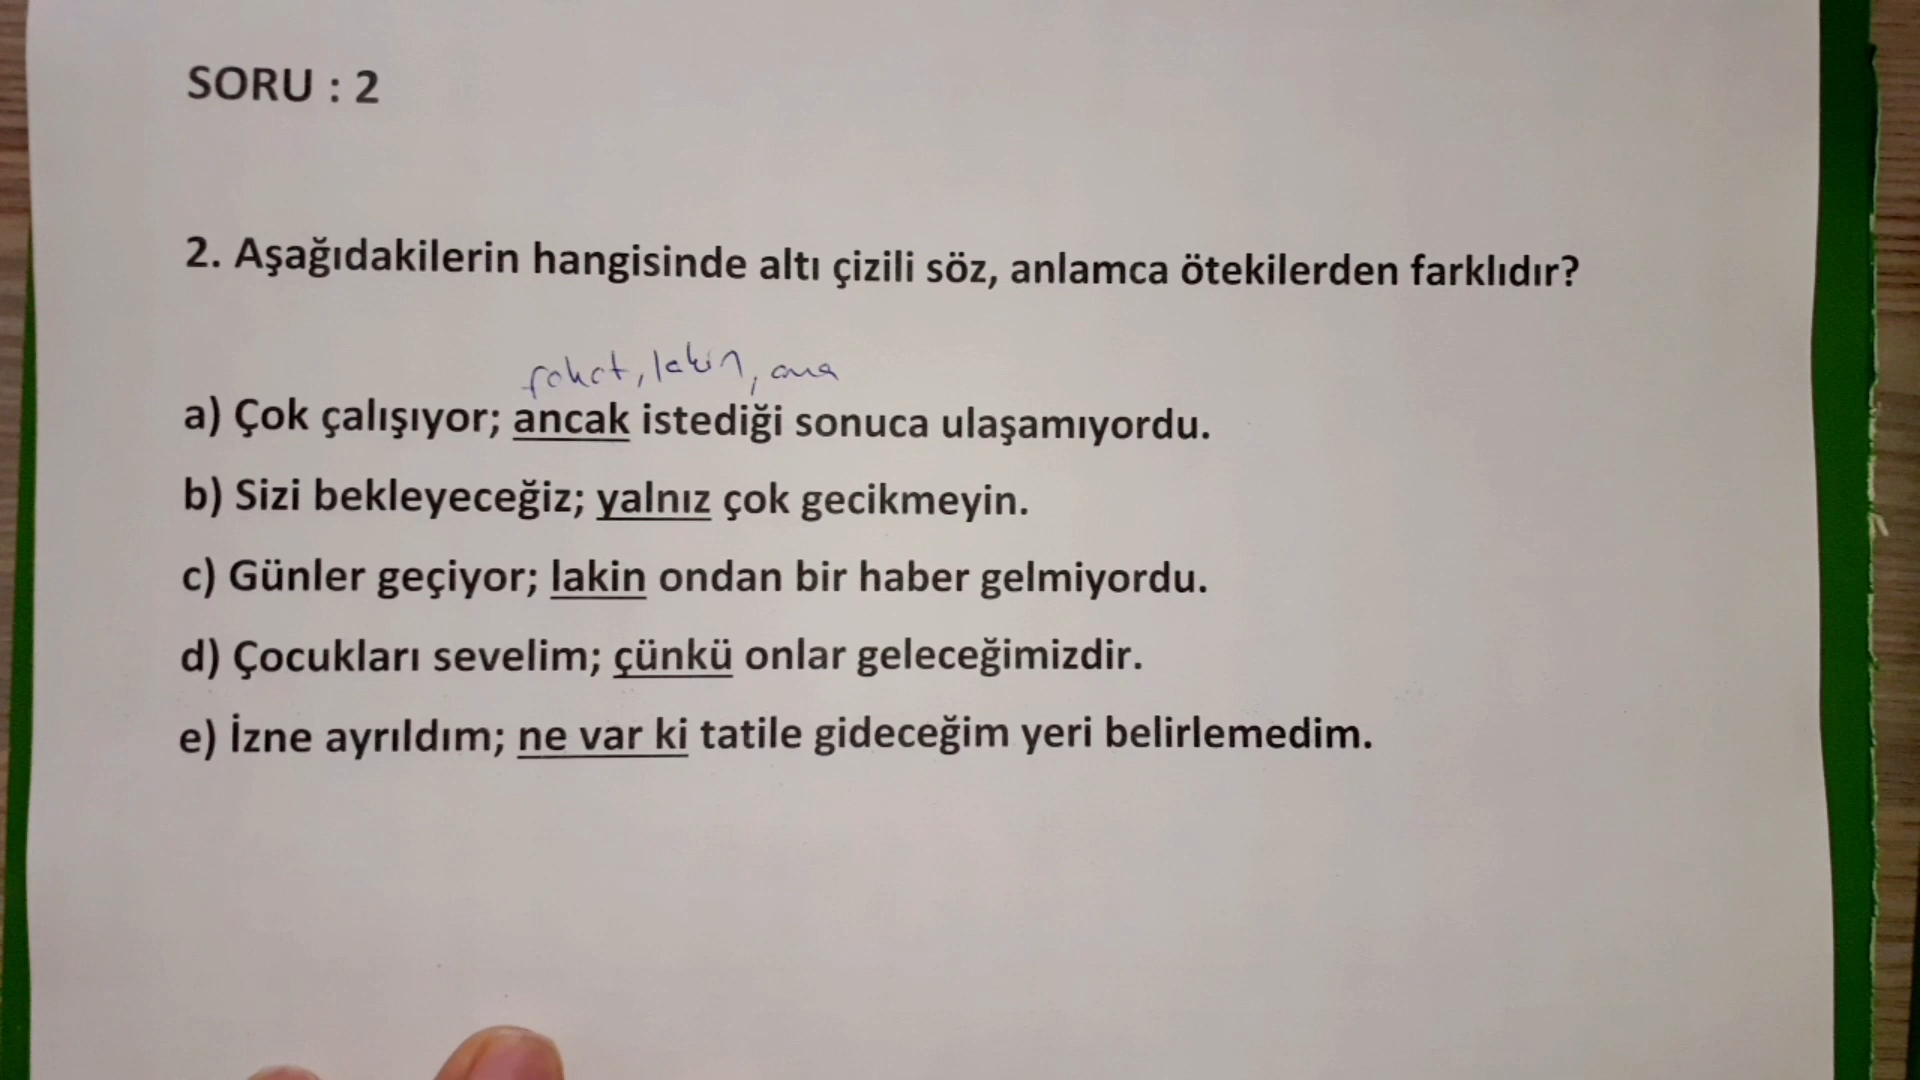 SORU : 2
2. Aşağıdakilerin hangisinde altı çizili söz, anlamca ötekilerden farklıdır?
fakat, lakin, ama
a) Çok çalışıyor; ancak istediği sonuca ulaşamıyordu.
b) Sizi bekleyeceğiz; yalnız çok gecikmeyin.
c) Günler geçiyor; lakin ondan bir haber gelmiyordu.
d) Çocukları sevelim; çünkü onlar geleceğimizdir.
e) İzne ayrıldım; ne var ki tatile gideceğim yeri belirlemedim.